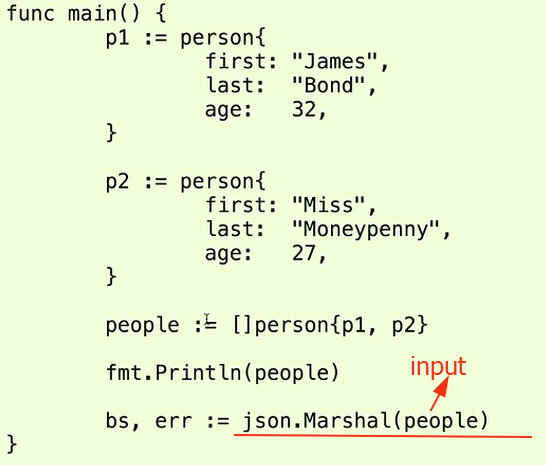 func main() {
p1 := person{
first: "James",
last: "Bond",
age: 32,
}
p2 := person{
first: "Miss",
last: "Moneypenny",
age: 27,
}
people := []person{p1, p2}
fmt.Println(people)
input
bs, err := json.Marshal(people)
}